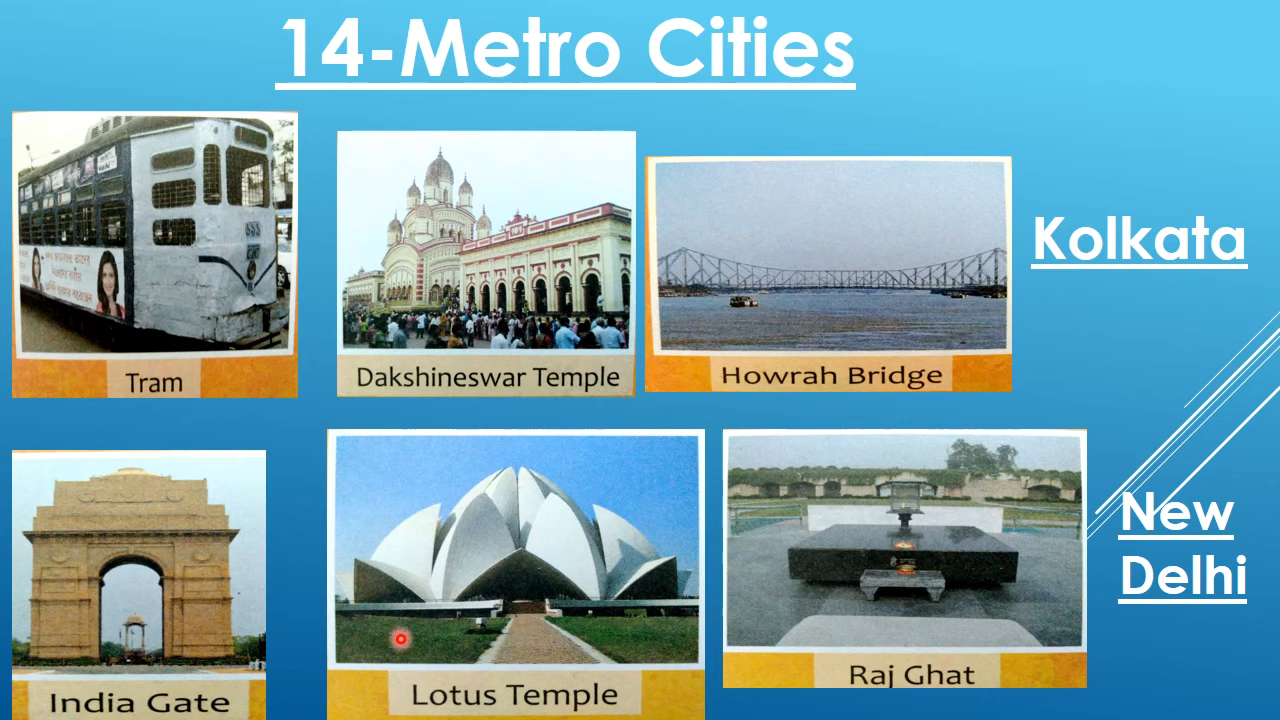 14-Metro Cities
Tram
Dakshineswar Temple
Howrah Bridge
Kolkata
India Gate
Lotus Temple
Raj Ghat
New
Delhi